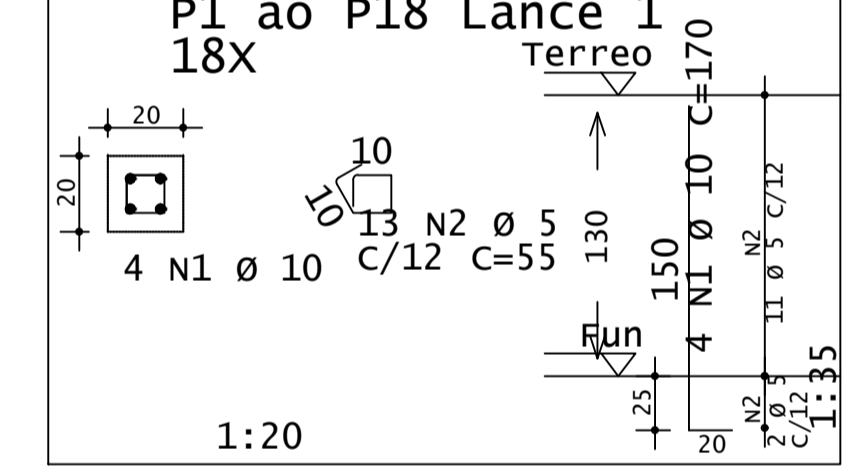 P1 ao P18 Lance 1
18X
Terreo
20
20
4 N1 Ø 10
10
10
13 N2 Ø 5
C/12 C=55
130
150
4 N1 Ø 10 C=170
N2
11 Ø 5 C/12
Fun
25
20
N2
2 Ø 5
C/12
1:35
1:20